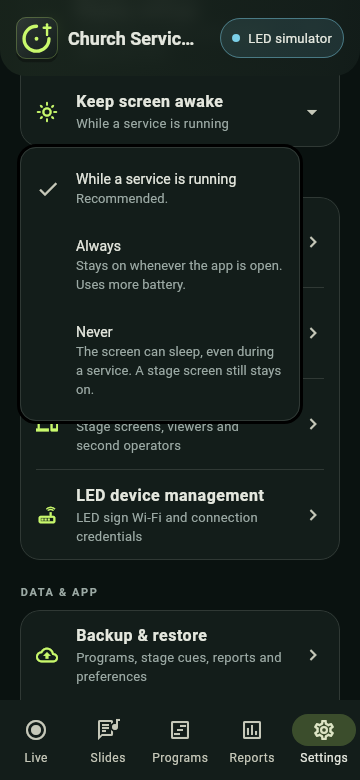 Church Servic...
LED simulator
Keep screen awake
While a service is running
While a service is running
Recommended.
Always
Stays on whenever the app is open.
Uses more battery.
Never
The screen can sleep, even during
a service. A stage screen still stays
on.
Stage screens, viewers and
second operators
LED device management
LED sign Wi-Fi and connection
credentials
DATA & APP
Backup & restore
Programs, stage cues, reports and
preferences
Live
Slides
Programs
Reports
Settings